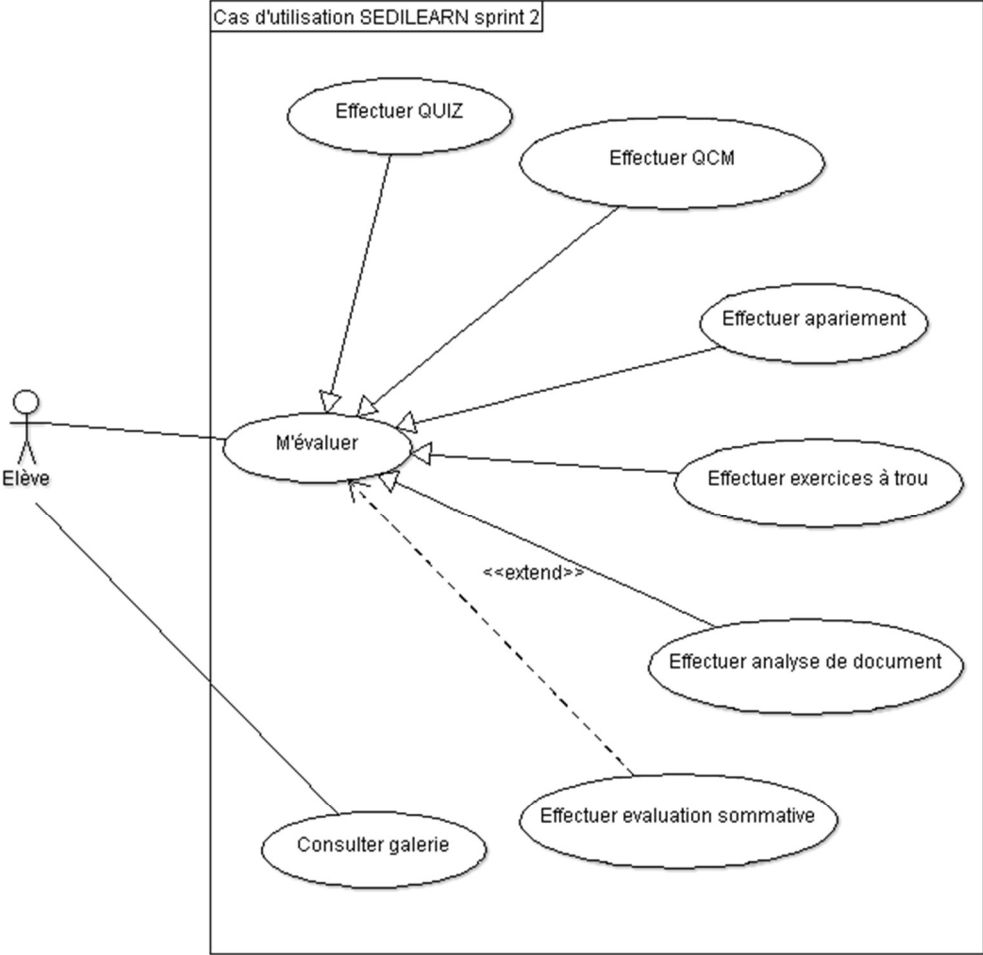 Cas d'utilisation SEDILEARN sprint 2
Effectuer QUIZ
Effectuer QCM
Effectuer apariement
M'évaluer
Effectuer exercices à trou
Elève
<<extend>>
Effectuer analyse de document
Effectuer evaluation sommative
Consulter galerie